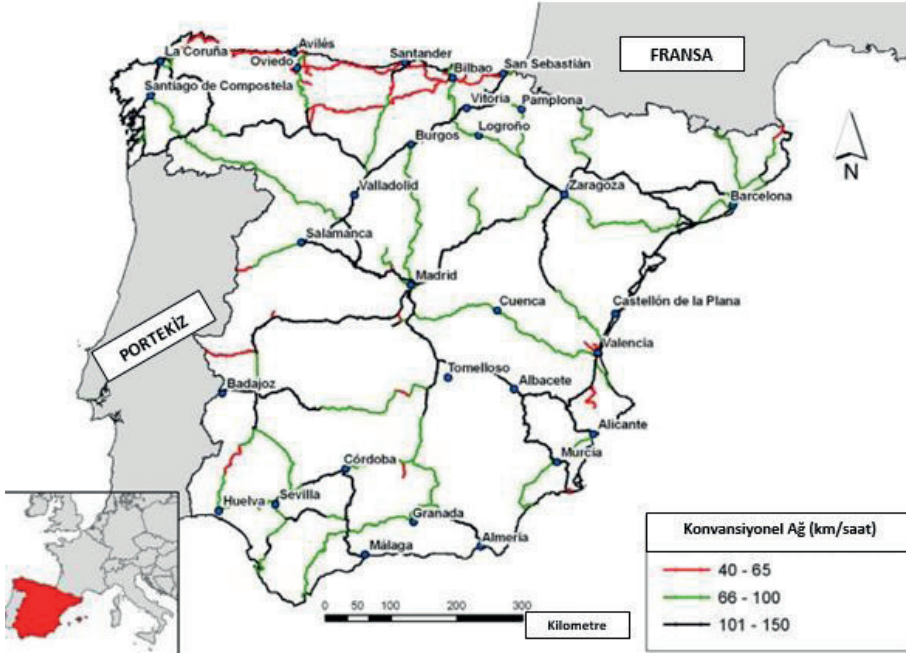 Avilés
La Coruña
Oviedo
Santander
San Sebastián
Bilbao
FRANSA
Santiago de Compostela
Vitoria
Pamplona
Logroño
Burgos
N
Valladolid
Zaragoza
Barcelona
Salamanca
Madrid
Cuenca
Castellón de la Plana
PORTEKİZ
Valencia
Tomelloso
Badajoz
Albacete
Alicante
Murcia
Córdoba
Huelva
Sevilla
Granada
Almería
Málaga
Konvansiyonel Ağ (km/saat)
40 - 65
66 - 100
101 - 150
0 50 100 200 300
Kilometre